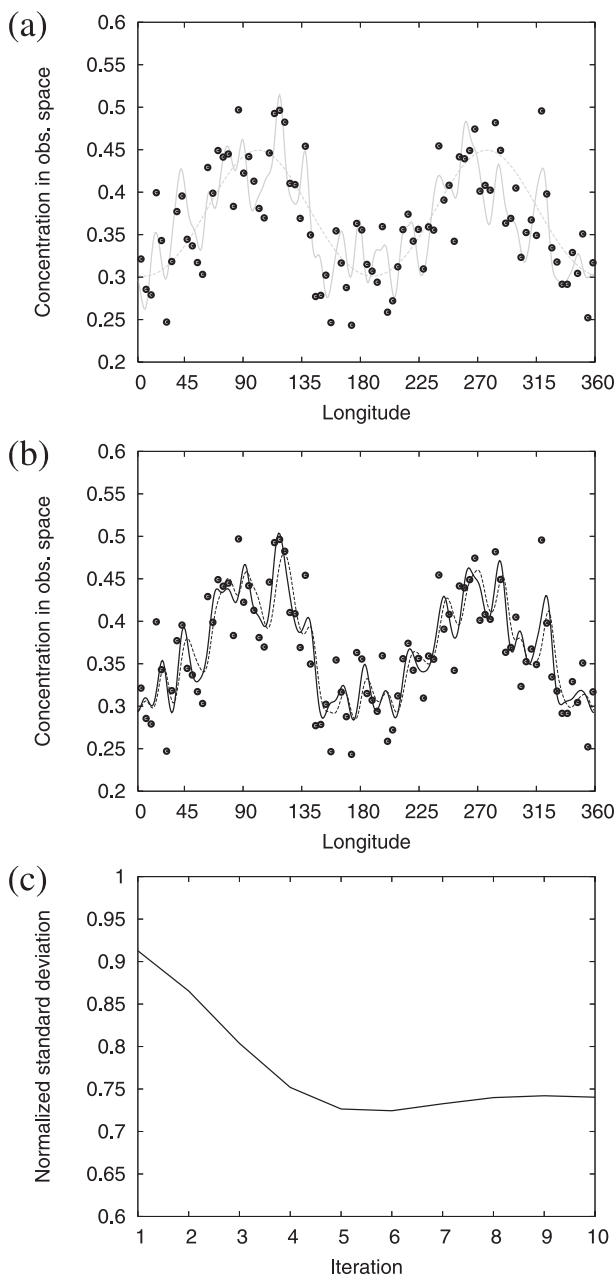 (a)
0.6
0.55
0.5
0.45
0.4
0.35
0.3
0.25
0.2
Concentration in obs. space
0 45 90 135 180 225 270 315 360
Longitude
(b)
0.6
0.55
0.5
0.45
0.4
0.35
0.3
0.25
0.2
Concentration in obs. space
0 45 90 135 180 225 270 315 360
Longitude
(c)
1
0.95
0.9
0.85
0.8
0.75
0.7
0.65
0.6
Normalized standard deviation
1 2 3 4 5 6 7 8 9 10
Iteration